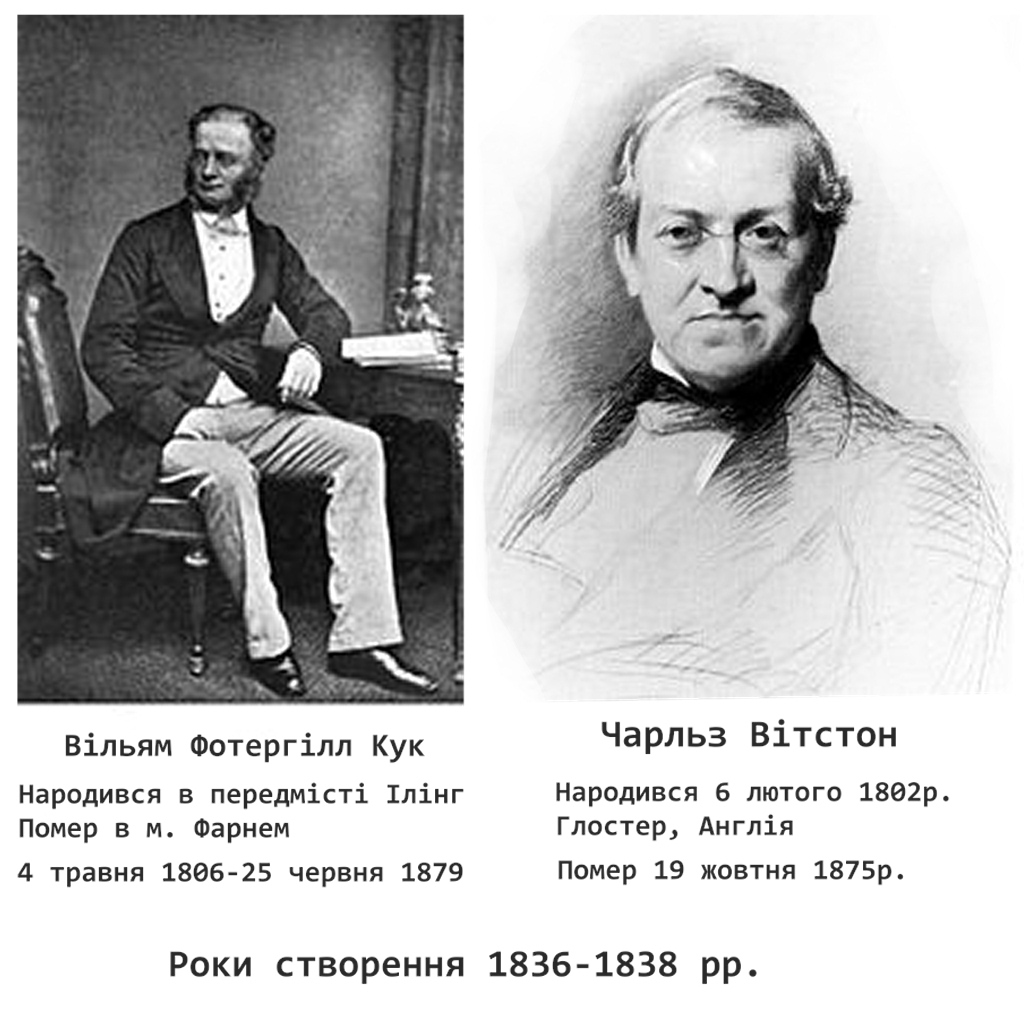 Вільям Фотергілл Кук
Народився в передмісті Ілінг
Помер в м. Фарнем
4 травня 1806-25 червня 1879
Чарльз Вітстон
Народився 6 лютого 1802р.
Глостер, Англія
Помер 19 жовтня 1875р.
Роки створення 1836-1838 рр.